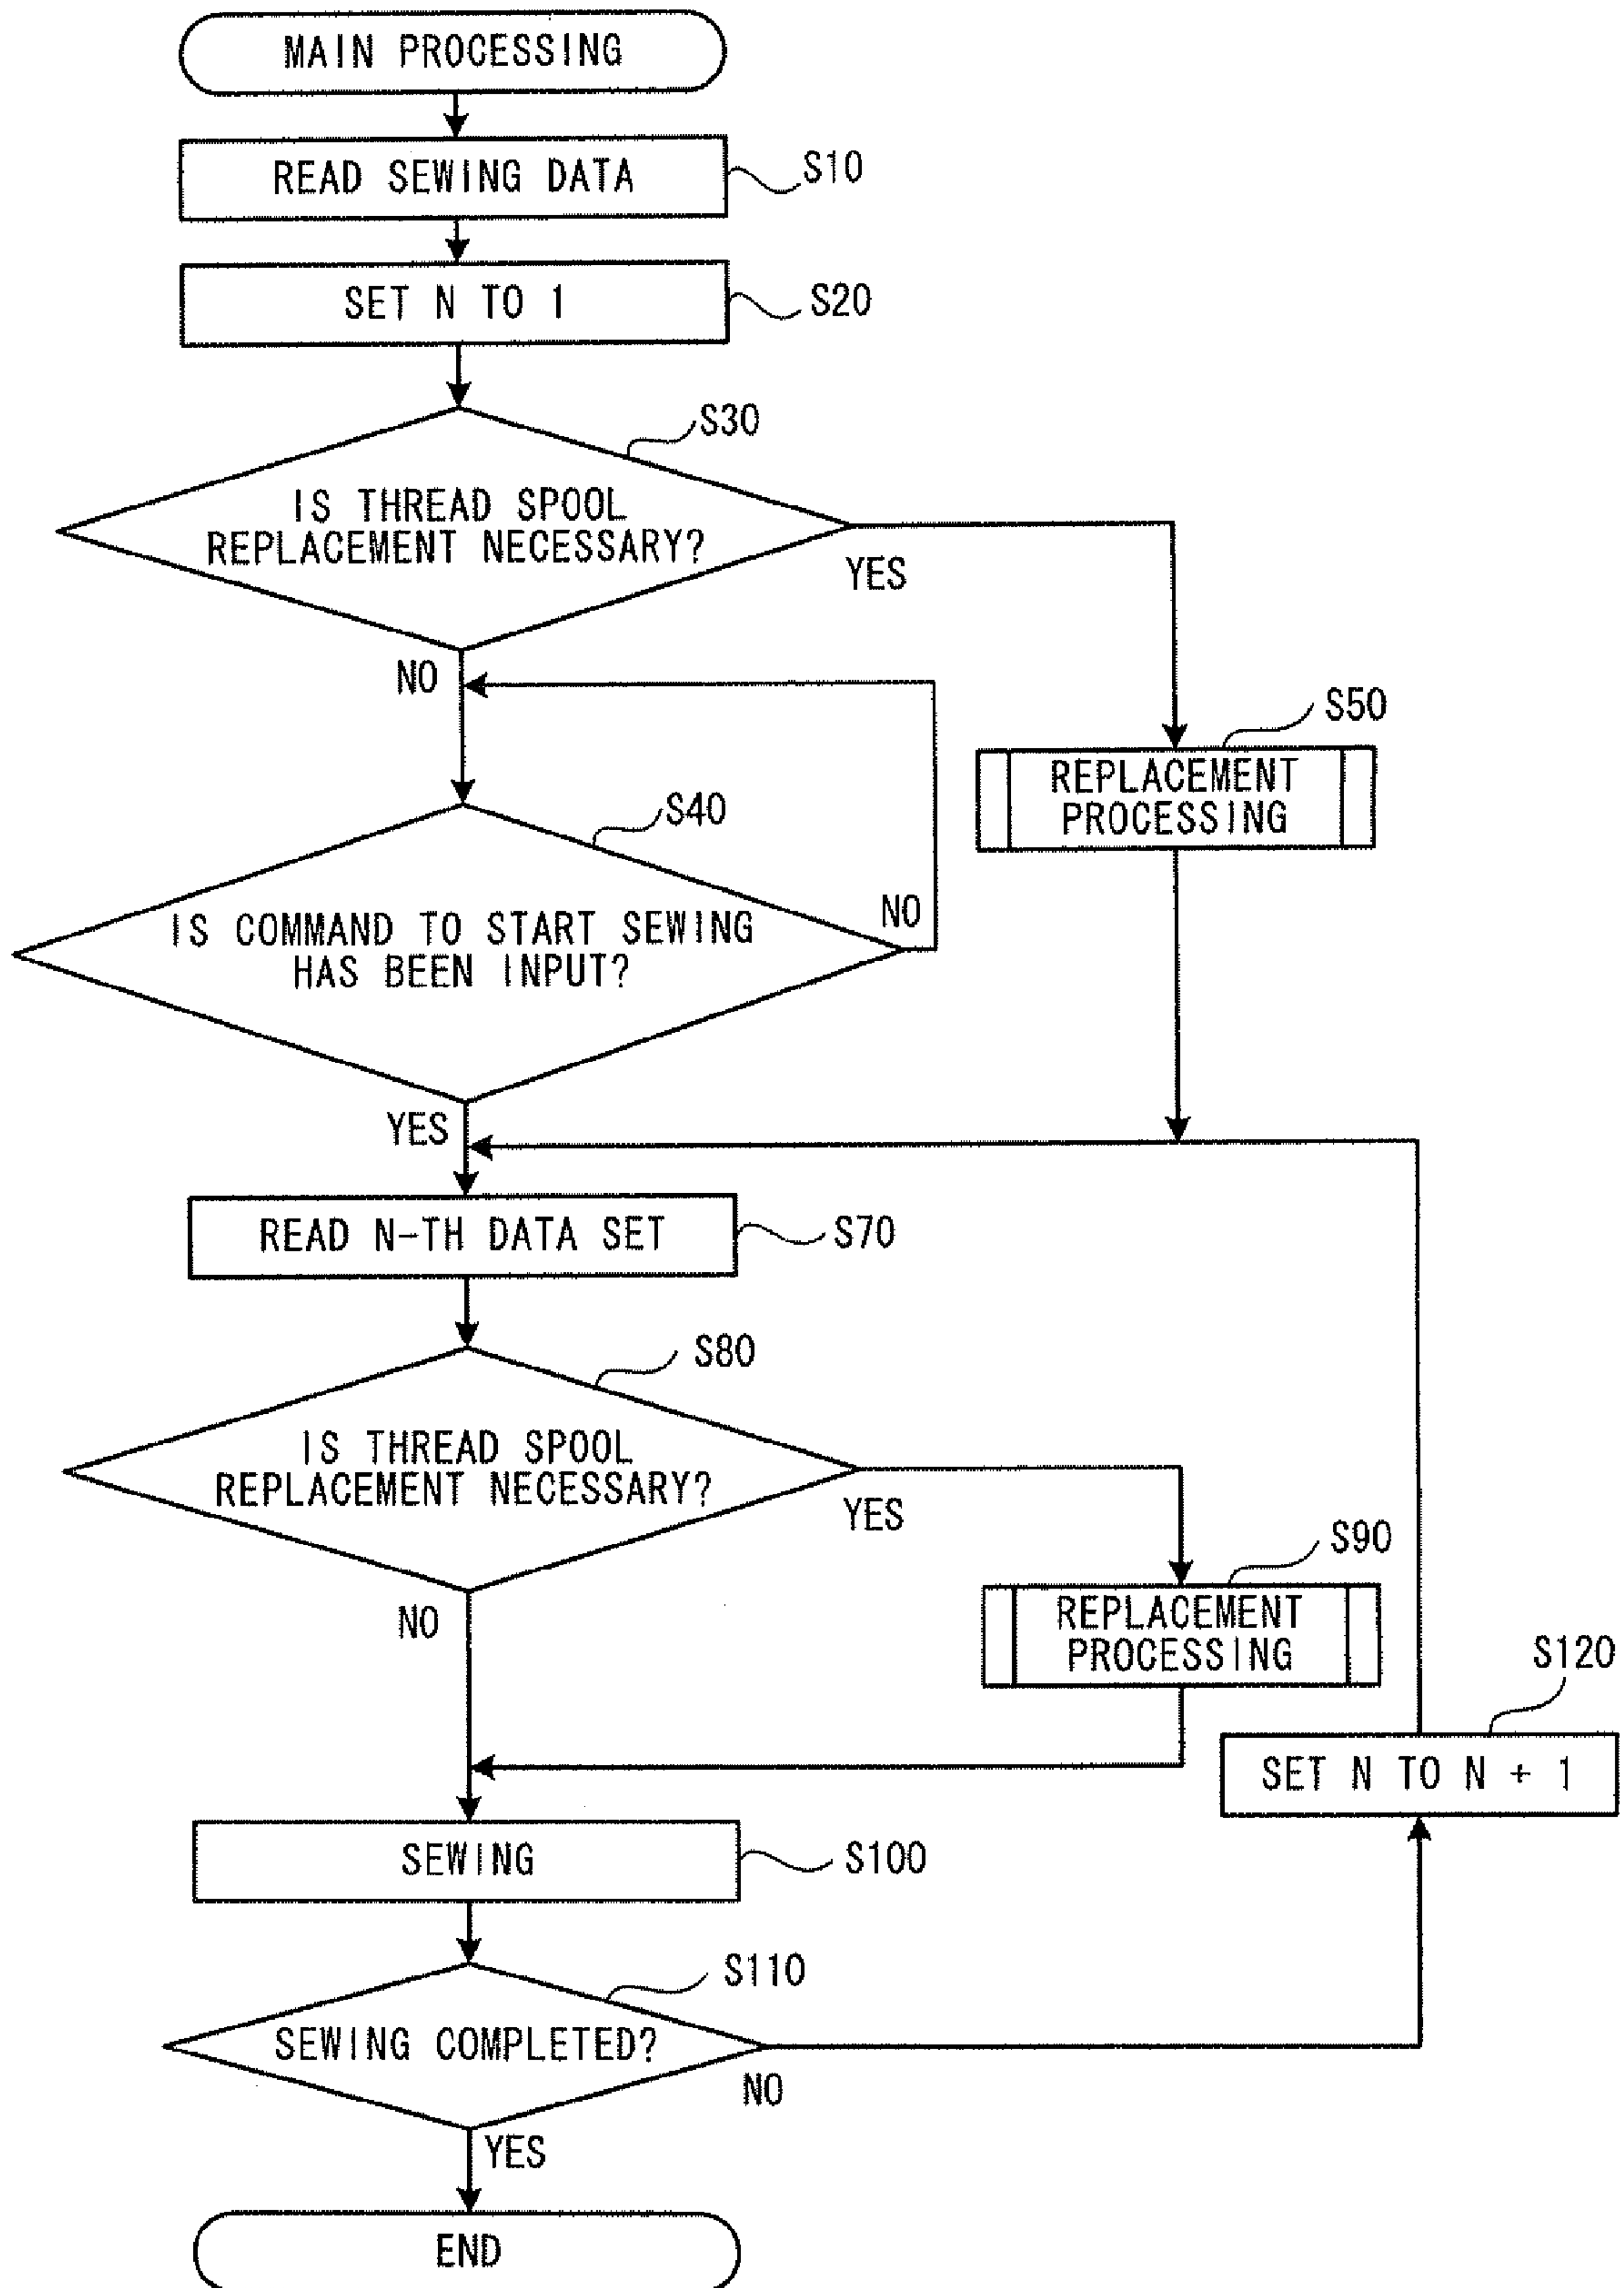 MAIN PROCESSING
READ SEWING DATA
S10
SET N TO 1
S20
S30
IS THREAD SPOOL
REPLACEMENT NECESSARY?
YES
NO
S50
REPLACEMENT
PROCESSING
S40
IS COMMAND TO START SEWING
HAS BEEN INPUT?
NO
YES
READ N-TH DATA SET
S70
S80
IS THREAD SPOOL
REPLACEMENT NECESSARY?
YES
NO
S90
REPLACEMENT
PROCESSING
S120
SET N TO N + 1
SEWING
S100
S110
SEWING COMPLETED?
NO
YES
END